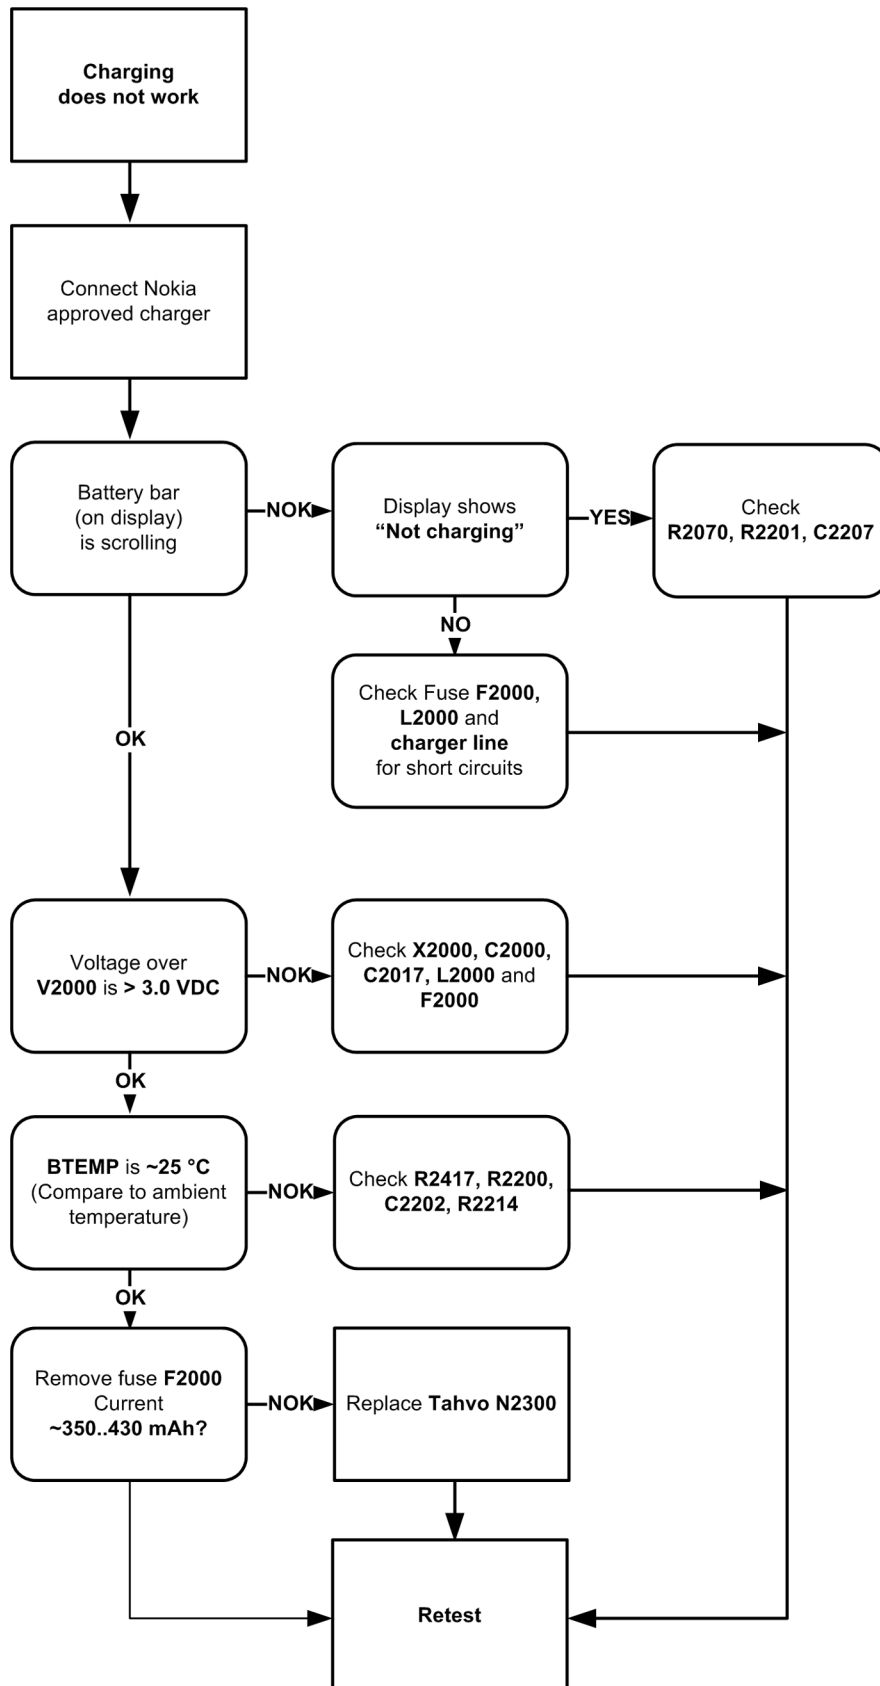 Charging
does not work
Connect Nokia
approved charger
Battery bar
(on display)
is scrolling
NOK
Display shows
“Not charging”
YES
Check
R2070, R2201, C2207
NO
Check Fuse F2000,
L2000 and
charger line
for short circuits
OK
Voltage over
V2000 is > 3.0 VDC
NOK
Check X2000, C2000,
C2017, L2000 and
F2000
OK
BTEMP is ~25 °C
(Compare to ambient
temperature)
NOK
Check R2417, R2200,
C2202, R2214
OK
Remove fuse F2000
Current
~350..430 mAh?
NOK
Replace Tahvo N2300
Retest